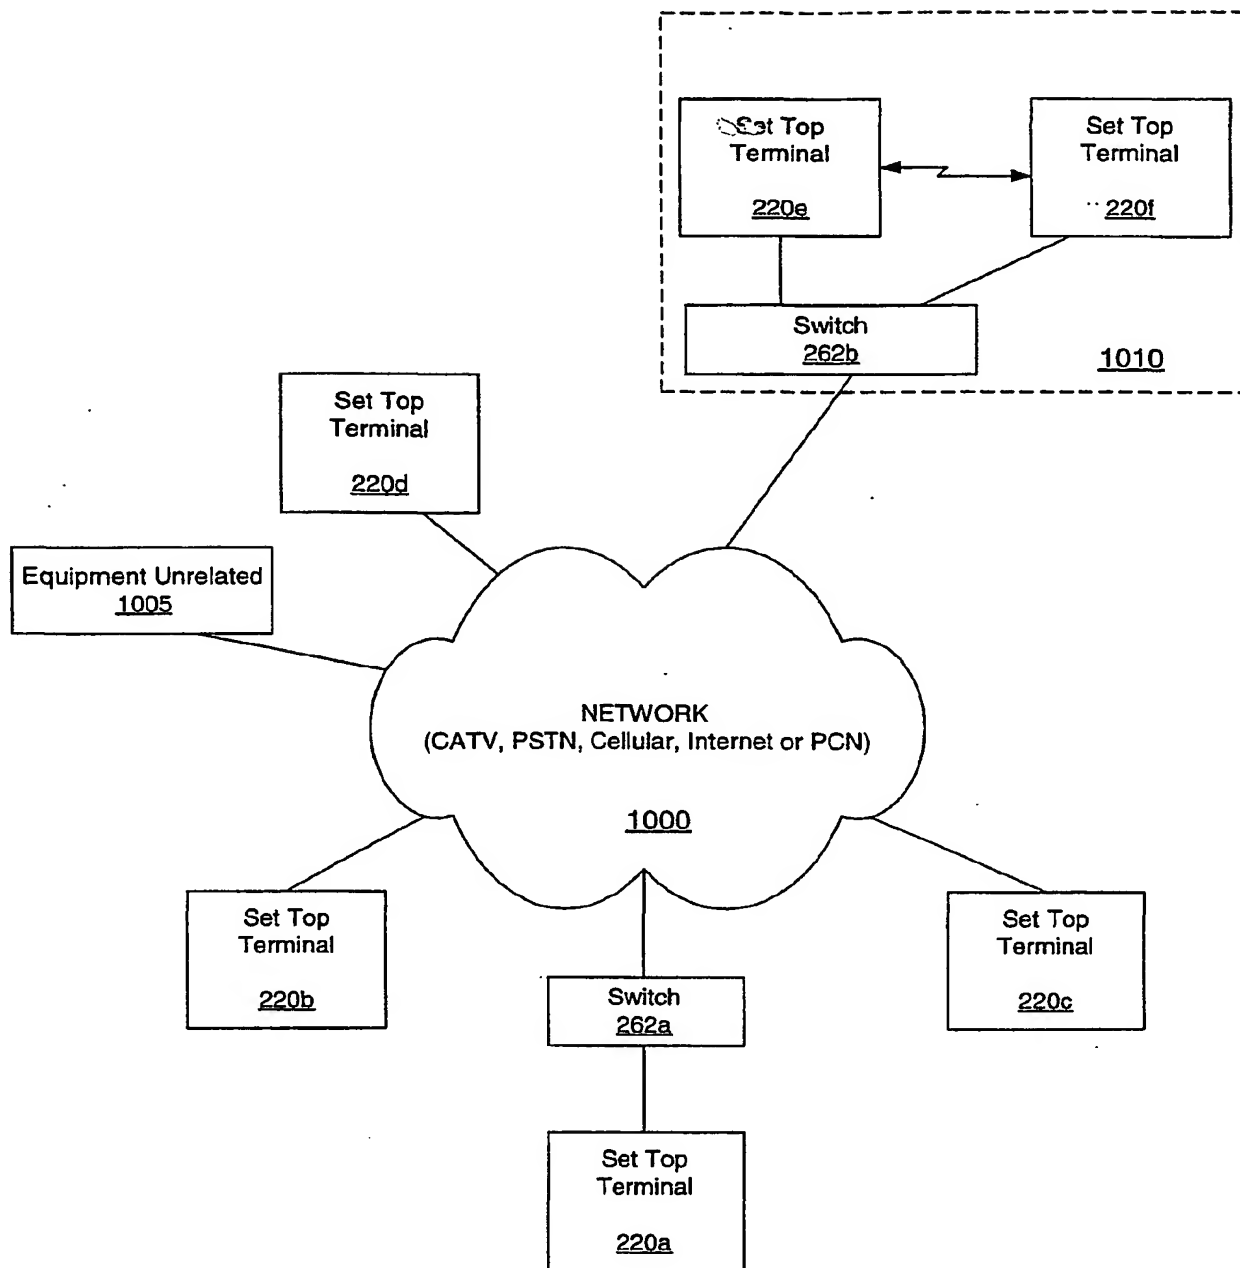 Set Top
Terminal
220e
Set Top
Terminal
220f
Switch
262b
1010
Set Top
Terminal
220d
Equipment Unrelated
1005
NETWORK
(CATV, PSTN, Cellular, Internet or PCN)
1000
Set Top
Terminal
220b
Switch
262a
Set Top
Terminal
220c
Set Top
Terminal
220a